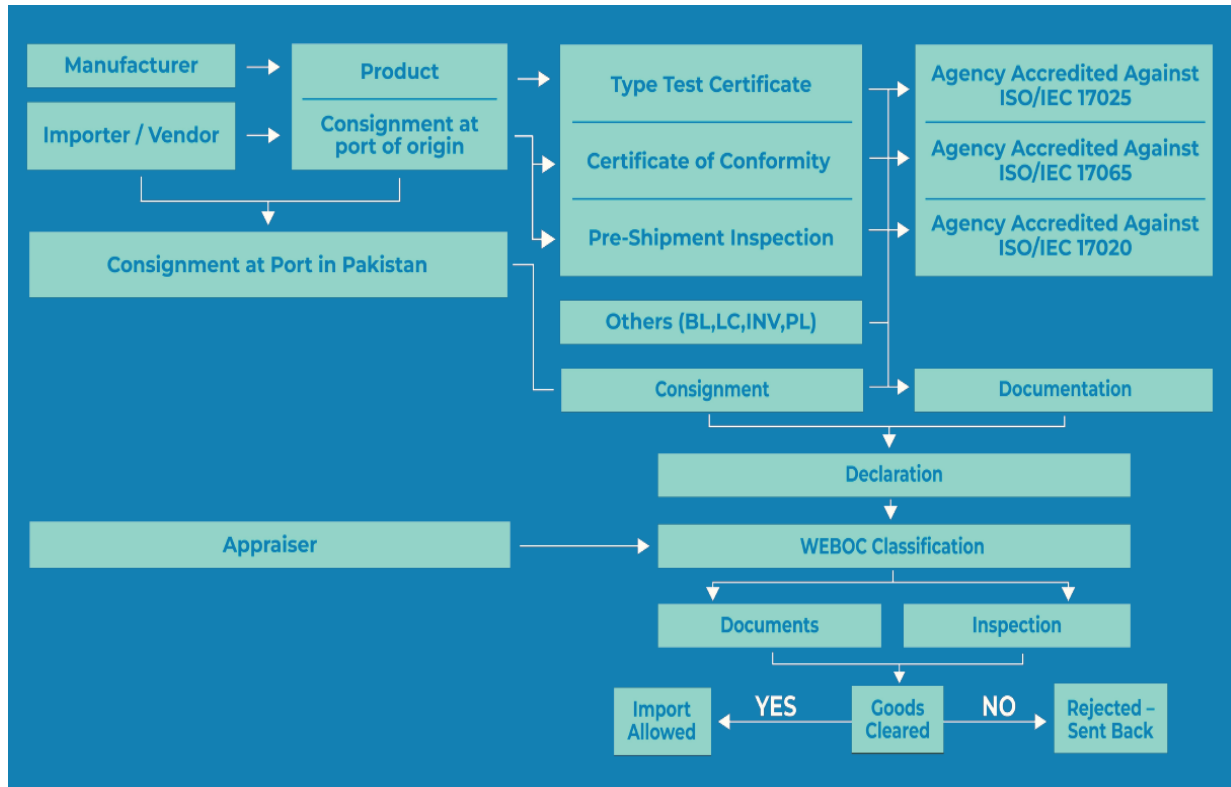 Manufacturer
Importer / Vendor
Product
Consignment at
port of origin
Type Test Certificate
Certificate of Conformity
Pre-Shipment Inspection
Agency Accredited Against
ISO/IEC 17025
Agency Accredited Against
ISO/IEC 17065
Agency Accredited Against
ISO/IEC 17020
Consignment at Port in Pakistan
Others (BL,LC,INV,PL)
Consignment
Documentation
Declaration
Appraiser
WEBOC Classification
Documents
Inspection
Import
Allowed
YES
Goods
Cleared
NO
Rejected –
Sent Back